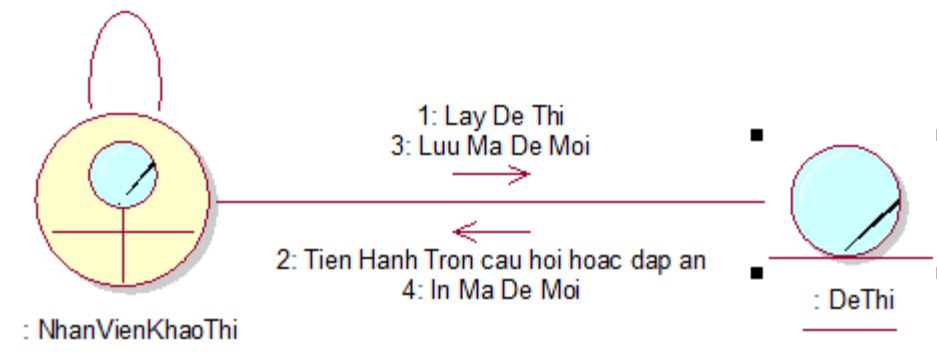 1: Lay De Thi
3: Luu Ma De Moi
2: Tien Hanh Tron cau hoi hoac dap an
4: In Ma De Moi
: NhanVienKhaoThi
: DeThi